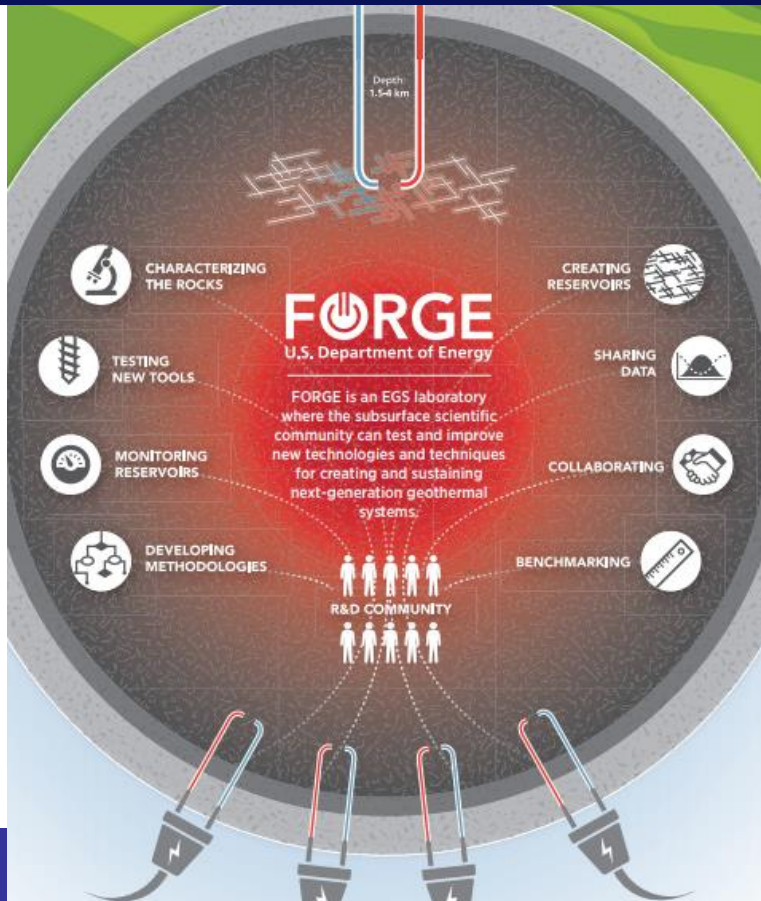 Depth:
1.5-4 km
CHARACTERIZING
THE ROCKS
CREATING
RESERVOIRS
FORGE
U.S. Department of Energy
TESTING
NEW TOOLS
SHARING
DATA
FORGE is an EGS laboratory
where the subsurface scientific
community can test and improve
new technologies and techniques
for creating and sustaining
next-generation geothermal
systems.
MONITORING
RESERVOIRS
COLLABORATING
DEVELOPING
METHODOLOGIES
BENCHMARKING
R&D COMMUNITY